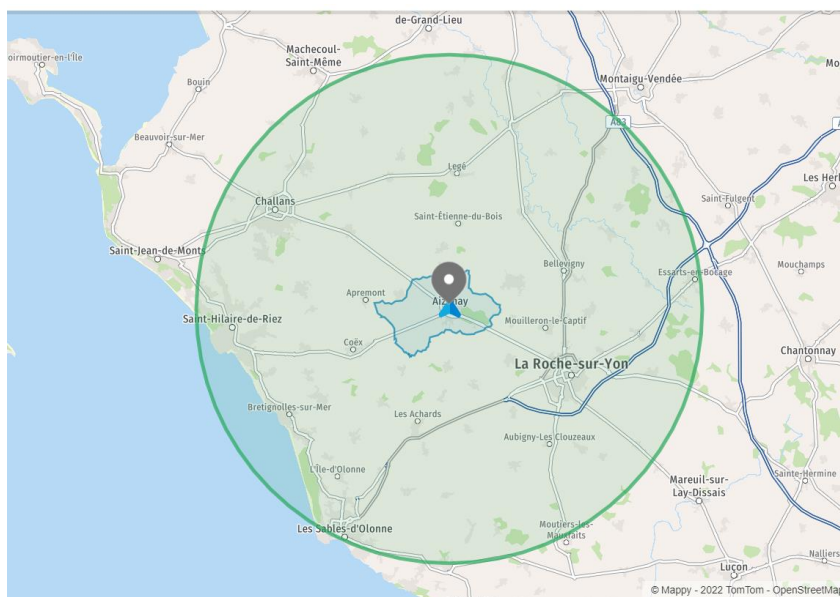 de-Grand-Lieu
Machecoul-
Saint-Même
oirmoutier-en-l'Île
Bouin
Montaigu-Vendée
A83
Beauvoir-sur-Mer
Legé
Les Her
Challans
Saint-Fulgent
Saint-Étienne-du-Bois
Saint-Jean-de-Monts
Bellevigny
Mouchamps
Essarts-en-Bocage
Apremont
Saint-Hilaire-de-Riez
Mouilleron-le-Captif
Coëx
Chantonnay
La Roche-sur-Yon
Bretignolles-sur-Mer
Les Achards
Aubigny-Les Clouzeaux
L'Île-d'Olonne
Mareuil-sur-
Lay-Dissais
Sainte-Hermine
Les Sables-d'Olonne
Moutiers-les-
Mauxfaits
Nalliers
Luçon
© Mappy - 2022 TomTom - OpenStreetMap